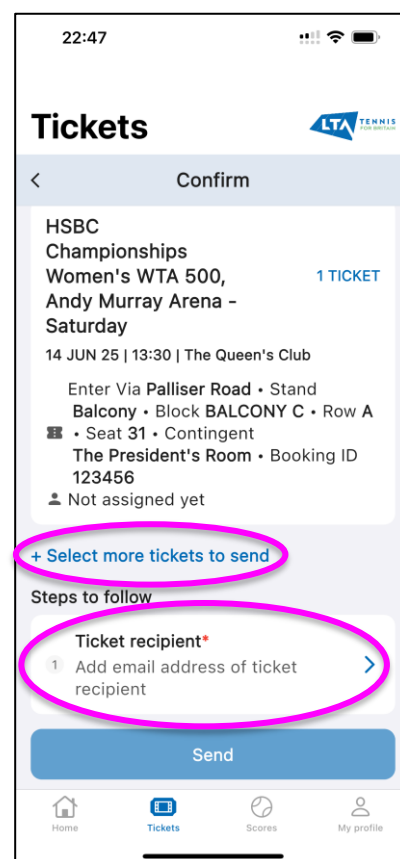 22:47
Tickets
LTA TENNIS
FOR BRITAIN
Confirm
HSBC
Championships
Women's WTA 500,
1 TICKET
Andy Murray Arena -
Saturday
14 JUN 25 | 13:30 | The Queen's Club
Enter Via Palliser Road • Stand
Balcony • Block BALCONY C • Row A
• Seat 31 • Contingent
The President's Room • Booking ID
123456
Not assigned yet
+ Select more tickets to send
Steps to follow
Ticket recipient*
1 Add email address of ticket
recipient
Send
Home Tickets Scores My profile